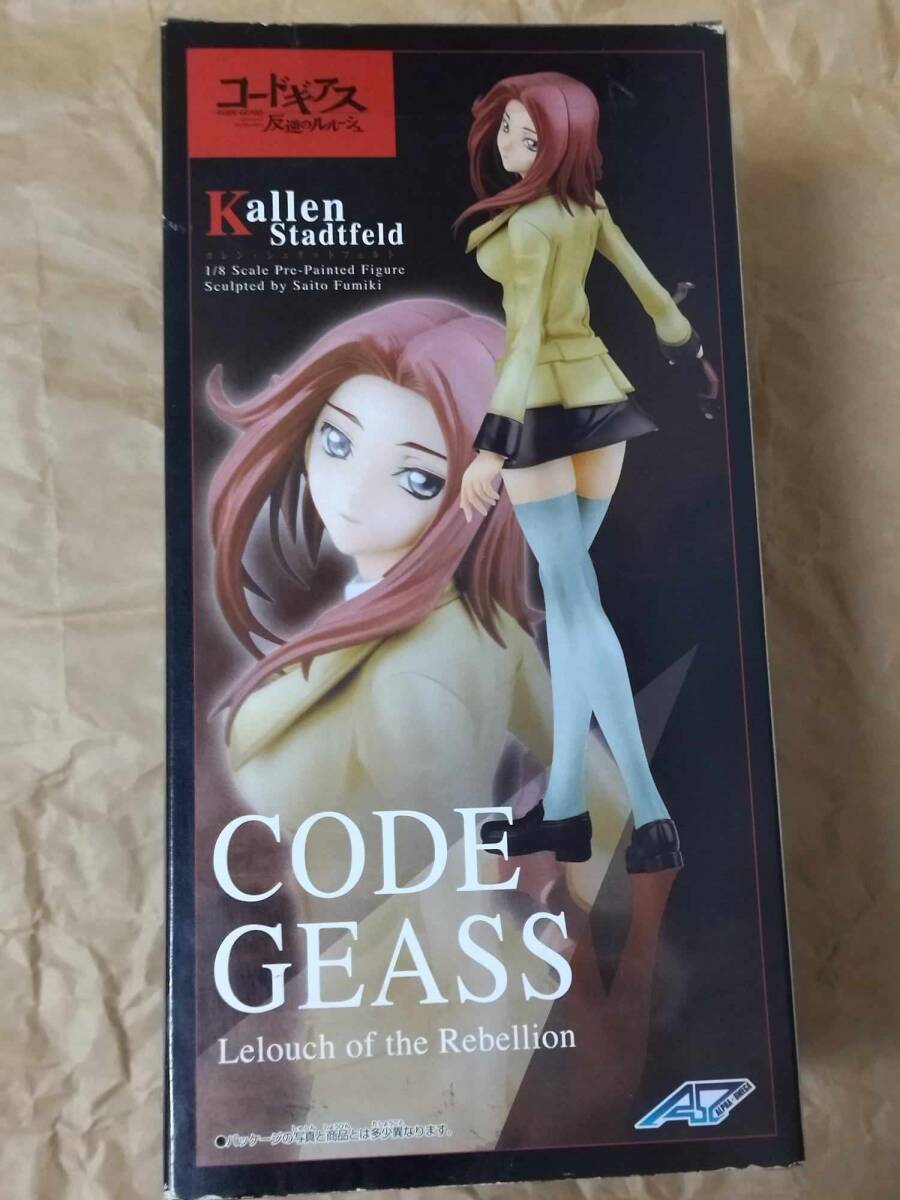 コードギアス
CODE GEASS
反逆のルルーシュ
Kallen
Stadtfeld
カレン・シュタットフェルト
1/8 Scale Pre-Painted Figure
Sculpted by Saito Fumiki
CODE
GEASS
Lelouch of the Rebellion
ALPHA×OMEGA
●パッケージの写真と商品とは多少異なります。